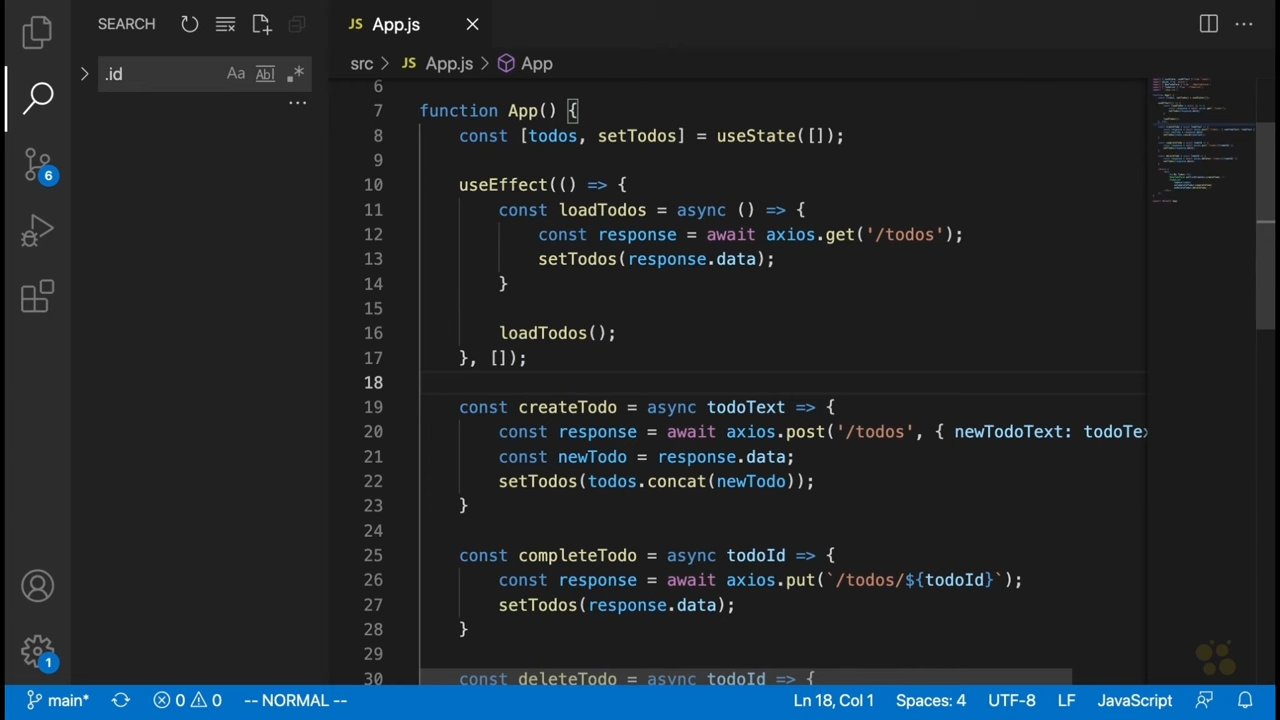 SEARCH
JS App.js
src > JS App.js > App
.id
Aa Abl .*
6
7 function App() {
8 const [todos, setTodos] = useState([]);
9
10 useEffect(() => {
11 const loadTodos = async () => {
12 const response = await axios.get('/todos');
13 setTodos(response.data);
14 }
15
16 loadTodos();
17 }, []);
18
19 const createTodo = async todoText => {
20 const response = await axios.post('/todos', { newTodoText: todoTex
21 const newTodo = response.data;
22 setTodos(todos.concat(newTodo));
23 }
24
25 const completeTodo = async todoId => {
26 const response = await axios.put(`/todos/${todoId}`);
27 setTodos(response.data);
28 }
29
30 const deleteTodo = async todoId => {
6
1
main* 0 0 -- NORMAL -- Ln 18, Col 1 Spaces: 4 UTF-8 LF JavaScript